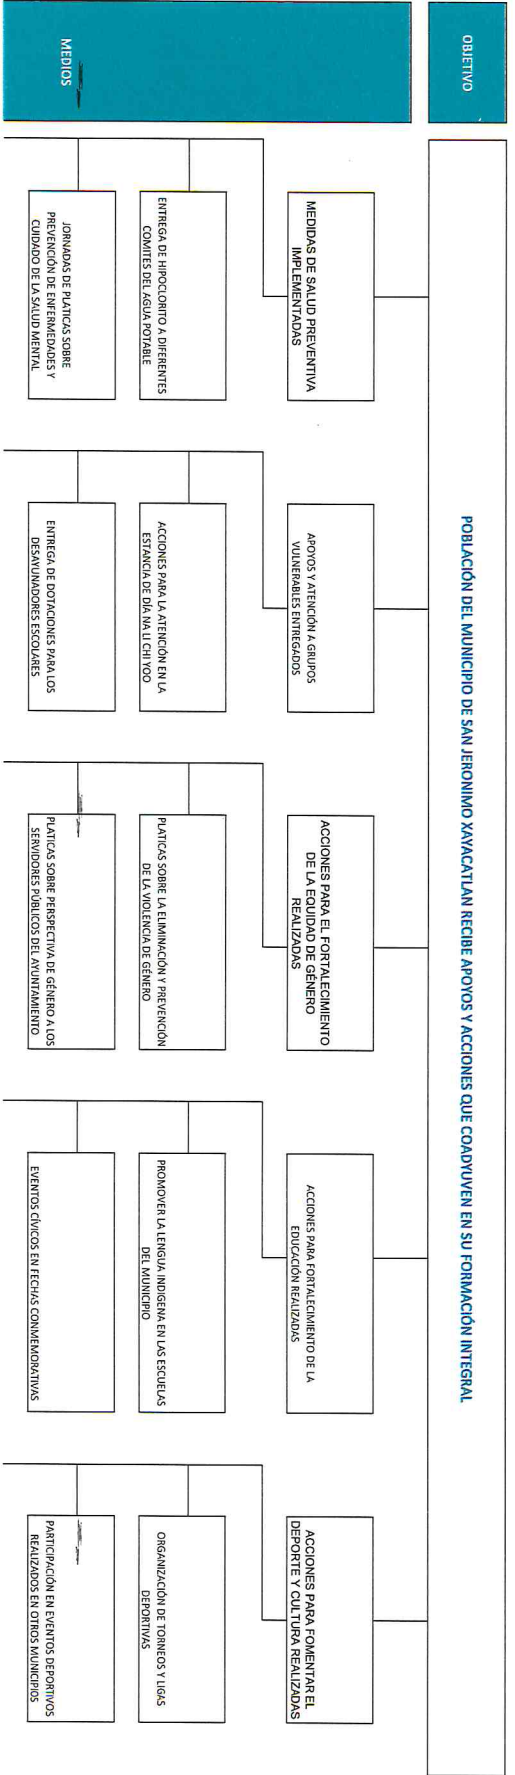 OBJETIVO
POBLACIÓN DEL MUNICIPIO DE SAN JERONIMO XAYACATLAN RECIBE APOYOS Y ACCIONES QUE COADYUVEN EN SU FORMACIÓN INTEGRAL
MEDIOS
MEDIDAS DE SALUD PREVENTIVA
IMPLEMENTADAS
APOYOS Y ATENCIÓN A GRUPOS
VULNERABLES ENTREGADOS
ACCIONES PARA EL FORTALECIMIENTO
DE LA EQUIDAD DE GÉNERO
REALIZADAS
ACCIONES PARA FORTALECIMIENTO DE LA
EDUCACIÓN REALIZADAS
ACCIONES PARA FOMENTAR EL
DEPORTE Y CULTURA REALIZADAS
ENTREGA DE HIPOCLORITO A DIFERENTES
COMITES DEL AGUA POTABLE
ACCIONES PARA LA ATENCIÓN EN LA
ESTANCIA DE DÍA NA LI CHI YOO
PLATICAS SOBRE LA ELIMINACIÓN Y PREVENCIÓN
DE LA VIOLENCIA DE GÉNERO
PROMOVER LA LENGUA INDIGENA EN LAS ESCUELAS
DEL MUNICIPIO
ORGANIZACIÓN DE TORNEOS Y LIGAS
DEPORTIVAS
JORNADAS DE PLATICAS SOBRE
PREVENCIÓN DE ENFERMEDADES Y
CUIDADO DE LA SALUD MENTAL
ENTREGA DE DOTACIONES PARA LOS
DESAYUNADORES ESCOLARES
PLATICAS SOBRE PERSPECTIVA DE GÉNERO A LOS
SERVIDORES PÚBLICOS DEL AYUNTAMIENTO
EVENTOS CÍVICOS EN FECHAS CONMEMORATIVAS
PARTICIPACIÓN EN EVENTOS DEPORTIVOS
REALIZADOS EN OTROS MUNICIPIOS